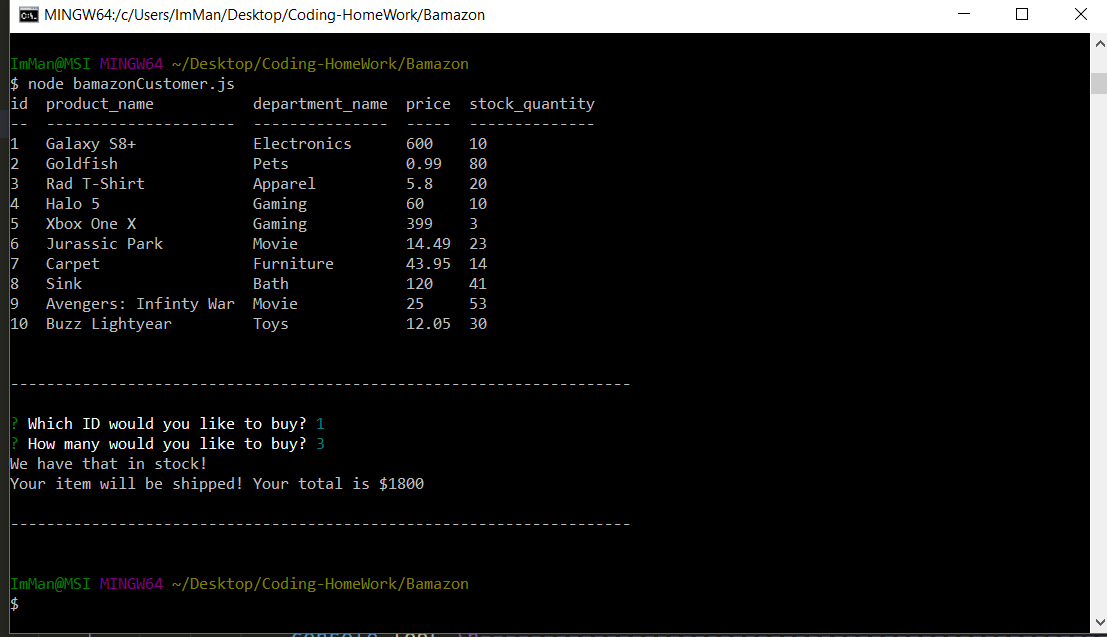 MINGW64:/c/Users/ImMan/Desktop/Coding-HomeWork/Bamazon
ImMan@MSI MINGW64 ~/Desktop/Coding-HomeWork/Bamazon
$ node bamazonCustomer.js
id  product_name           department_name  price  stock_quantity
--  ---------------------  ---------------  -----  --------------
1   Galaxy S8+             Electronics      600    10
2   Goldfish               Pets             0.99   80
3   Rad T-Shirt            Apparel          5.8    20
4   Halo 5                 Gaming           60     10
5   Xbox One X             Gaming           399    3
6   Jurassic Park          Movie            14.49  23
7   Carpet                 Furniture        43.95  14
8   Sink                   Bath             120    41
9   Avengers: Infinty War  Movie            25     53
10  Buzz Lightyear         Toys             12.05  30
---------------------------------------------------------------------
? Which ID would you like to buy? 1
? How many would you like to buy? 3
We have that in stock!
Your item will be shipped! Your total is $1800
---------------------------------------------------------------------
ImMan@MSI MINGW64 ~/Desktop/Coding-HomeWork/Bamazon
$